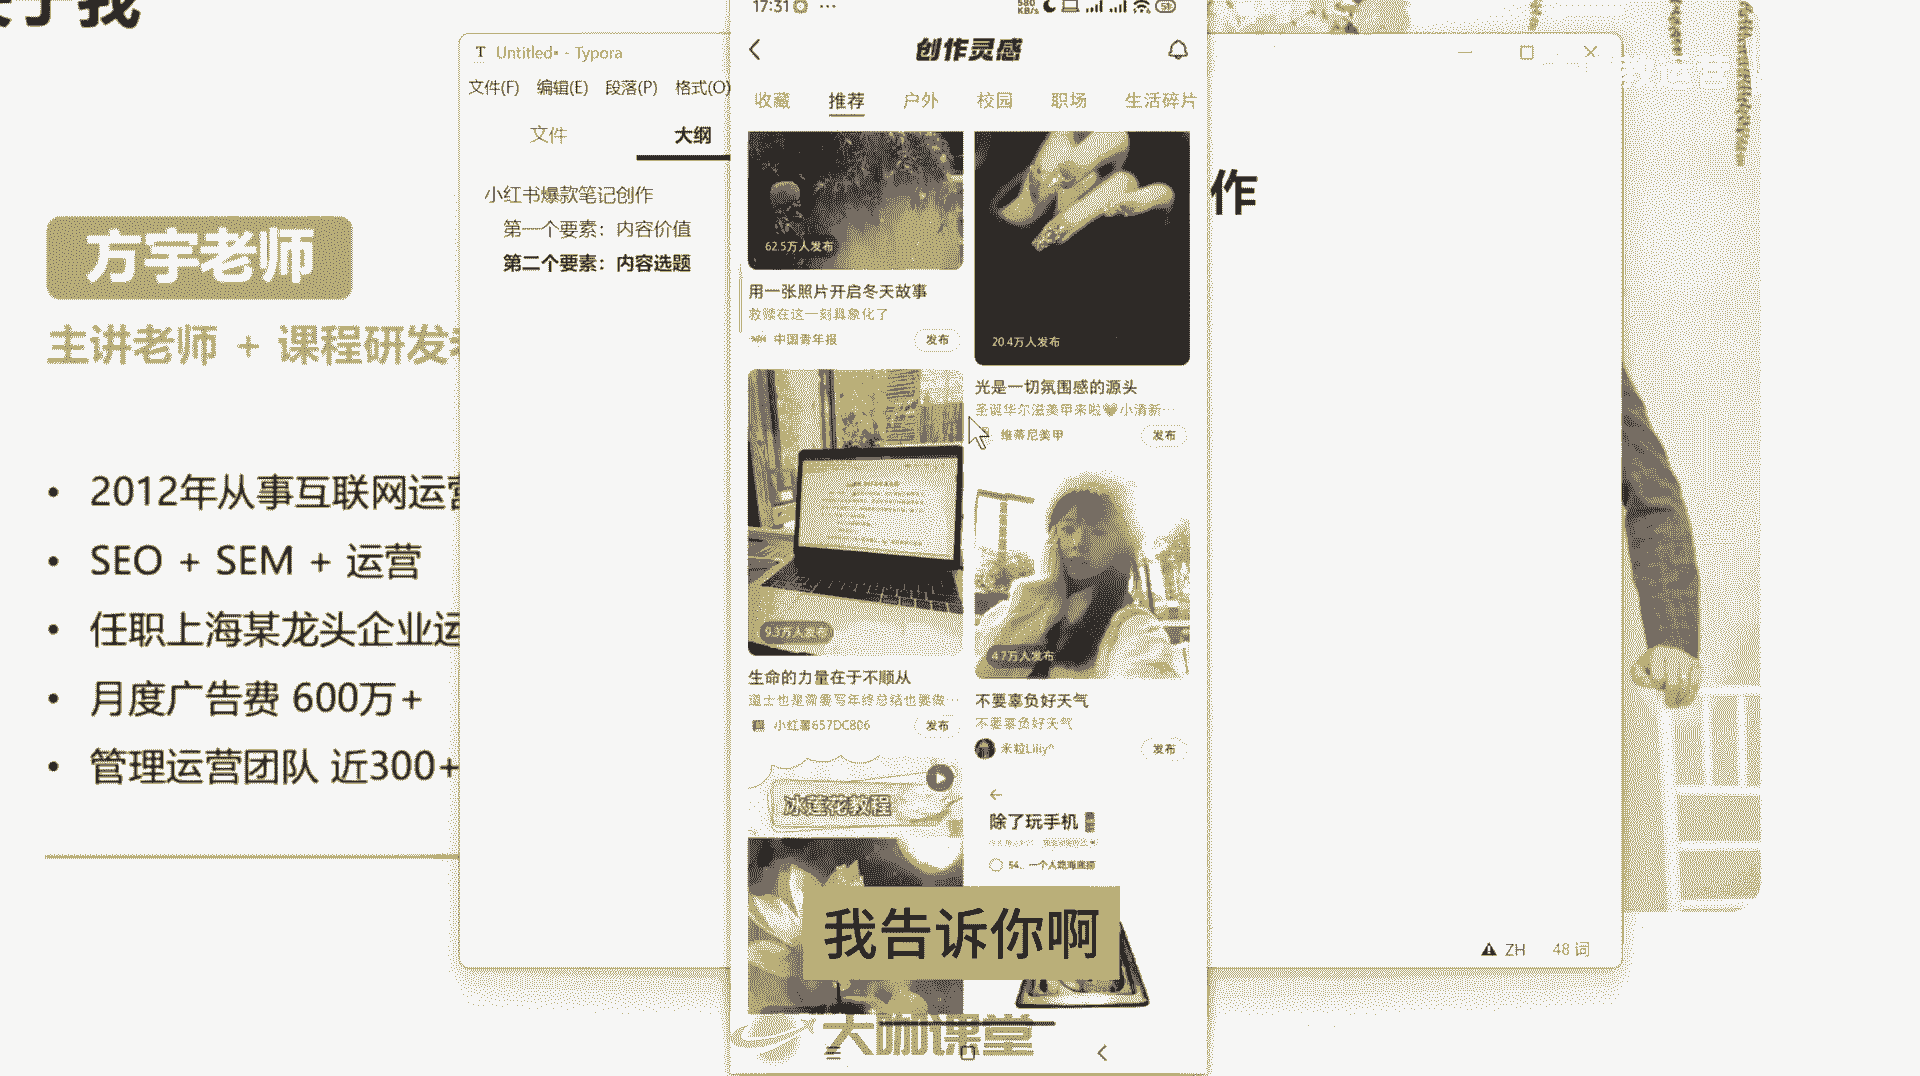 于我
方宇老师
主讲老师 + 课程研发
• 2012年从事互联网运营
• SEO + SEM + 运营
• 任职上海某龙头企业运
• 月度广告费 600万+
• 管理运营团队 近300+
T Untitled• - Typora
文件(F) 编辑(E) 段落(P) 格式(O)
文件 大纲
小红书爆款笔记创作
第一个要素：内容价值
第二个要素：内容选题
作
ZH 48 词
17:31
580 KB/s
51
创作灵感
收藏 推荐 户外 校园 职场 生活碎片
62.5万人发布
用一张照片开启冬天故事
救赎在这一刻具象化了
中国青年报 发布
20.4万人发布
光是一切氛围感的源头
圣诞华尔滋美甲来啦🤎小清新…
维蒂尼美甲 发布
9.3万人发布
生命的力量在于不顺从
道士也是需要写年终总结也要做…
小红薯657DC806 发布
4.7万人发布
不要辜负好天气
不要辜负好天气
米粒Liliy^ 发布
冰莲花教程
除了玩手机
54、一个人跑海底捞
我告诉你啊
大咖课堂